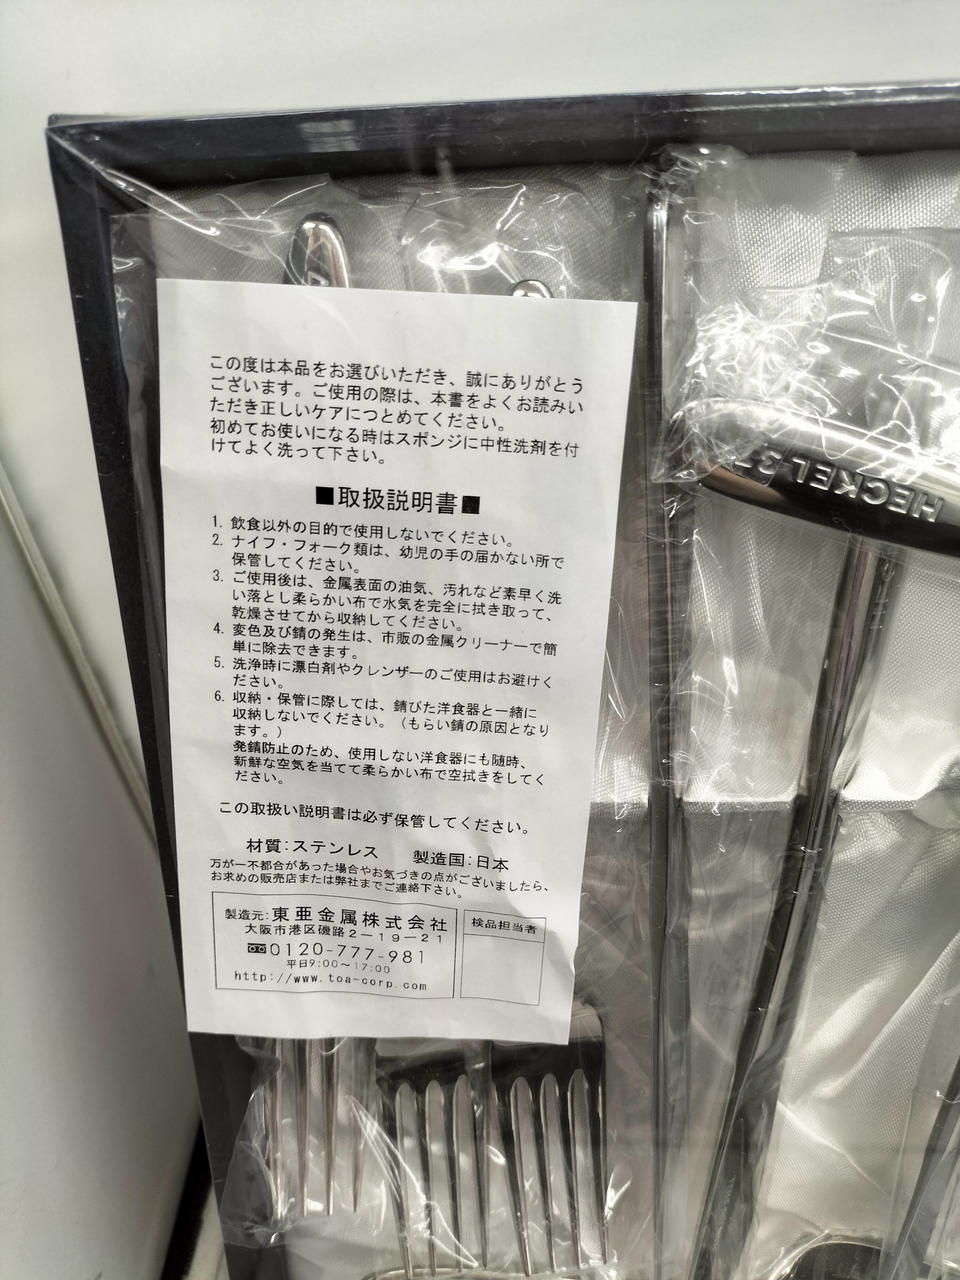 この度は本品をお選びいただき、誠にありがとう
ございます。ご使用の際は、本書をよくお読みい
ただき正しいケアにつとめてください。
初めてお使いになる時はスポンジに中性洗剤を付
けてよく洗って下さい。
■取扱説明書■
1. 飲食以外の目的で使用しないでください。
2. ナイフ・フォーク類は、幼児の手の届かない所で
保管してください。
3. ご使用後は、金属表面の油気、汚れなど素早く洗
い落とし柔らかい布で水気を完全に拭き取って、
乾燥させてから収納してください。
4. 変色及び錆の発生は、市販の金属クリーナーで簡
単に除去できます。
5. 洗浄時に漂白剤やクレンザーのご使用はお避けく
ださい。
6. 収納・保管に際しては、錆びた洋食器と一緒に
収納しないでください。（もらい錆の原因となり
ます。）
発錆防止のため、使用しない洋食器にも随時、
新鮮な空気を当てて柔らかい布で空拭きをしてく
ださい。
この取扱い説明書は必ず保管してください。
材質：ステンレス　製造国：日本
万が一不都合があった場合やお気づきの点がございましたら、
お求めの販売店または弊社までご連絡下さい。
製造元：東亜金属株式会社
大阪市港区磯路２－１９－２１
0120-777-981
平日9:00～17:00
http://www.toa-corp.com
検品担当者
HECKEL